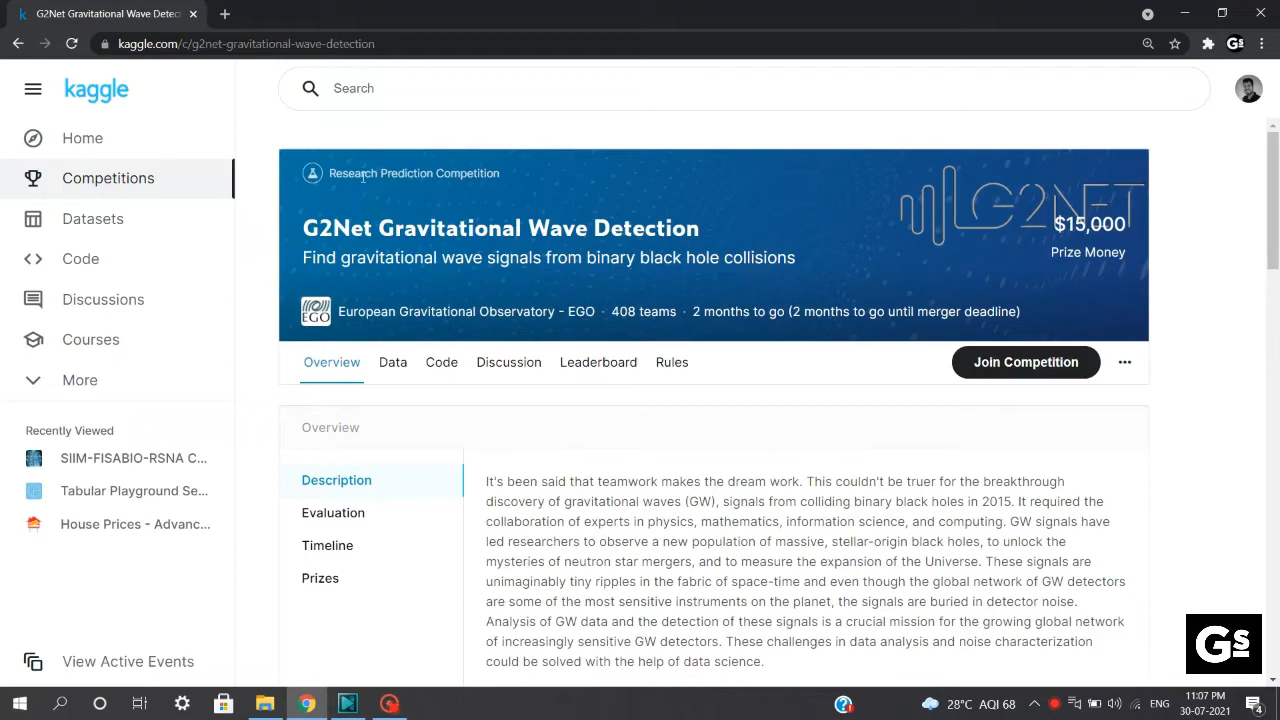 G2Net Gravitational Wave Detect
kaggle.com/c/g2net-gravitational-wave-detection
Gs
kaggle
Search
Home
Competitions
Datasets
Code
Discussions
Courses
More
Recently Viewed
SIIM-FISABIO-RSNA C...
Tabular Playground Se...
House Prices - Advanc...
View Active Events
Research Prediction Competition
G2Net Gravitational Wave Detection
Find gravitational wave signals from binary black hole collisions
G2NET
$15,000
Prize Money
EGO
European Gravitational Observatory - EGO · 408 teams · 2 months to go (2 months to go until merger deadline)
Overview Data Code Discussion Leaderboard Rules
Join Competition
Overview
Description
Evaluation
Timeline
Prizes
It's been said that teamwork makes the dream work. This couldn't be truer for the breakthrough
discovery of gravitational waves (GW), signals from colliding binary black holes in 2015. It required the
collaboration of experts in physics, mathematics, information science, and computing. GW signals have
led researchers to observe a new population of massive, stellar-origin black holes, to unlock the
mysteries of neutron star mergers, and to measure the expansion of the Universe. These signals are
unimaginably tiny ripples in the fabric of space-time and even though the global network of GW detectors
are some of the most sensitive instruments on the planet, the signals are buried in detector noise.
Analysis of GW data and the detection of these signals is a crucial mission for the growing global network
of increasingly sensitive GW detectors. These challenges in data analysis and noise characterization
could be solved with the help of data science.
Gs
28°C AQI 68
ENG
11:07 PM
30-07-2021
4